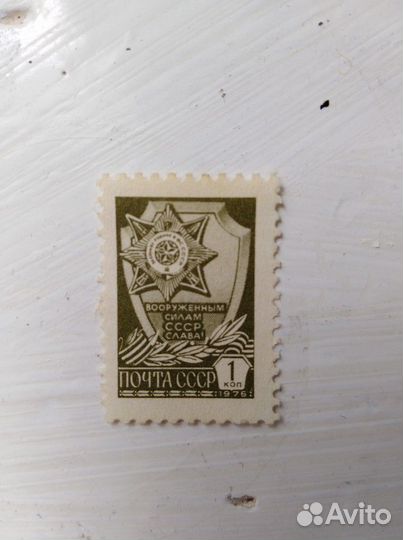 ВООРУЖЕННЫМ
СИЛАМ
СССР
СЛАВА!
ПОЧТА СССР
1
КОП
1976
Avito